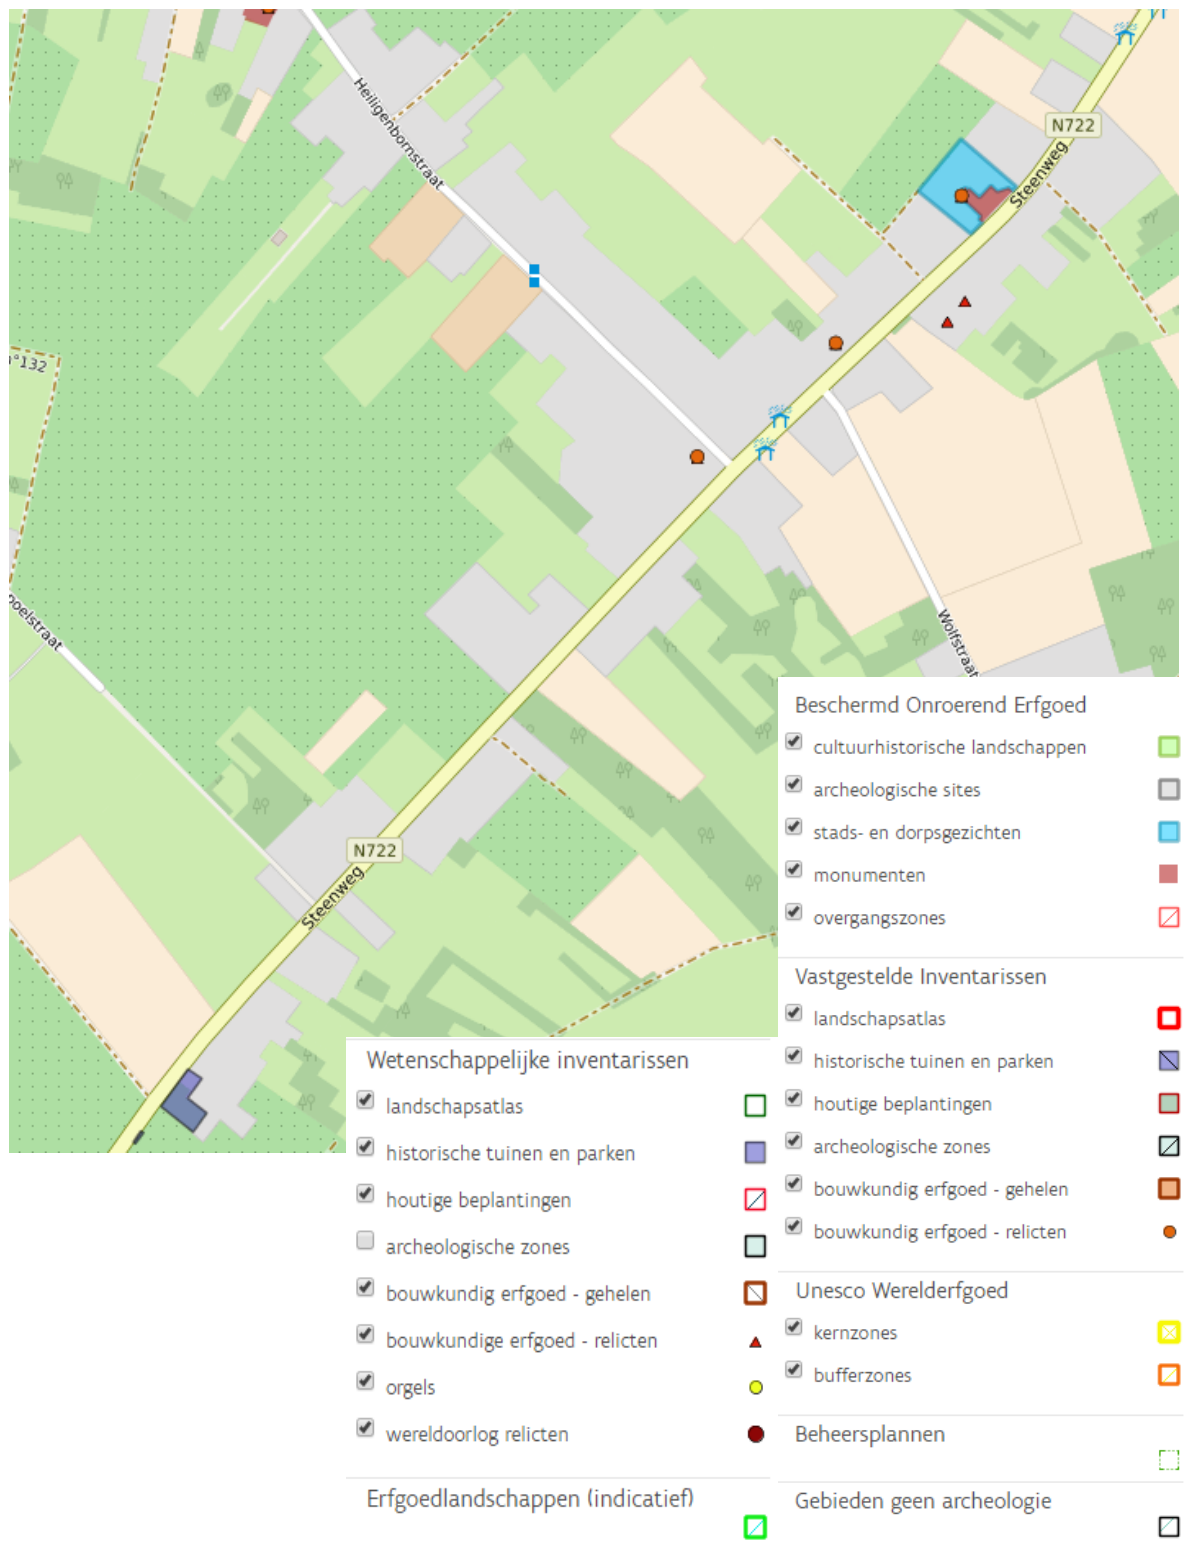 Heiligenbornstraat
N722
Steenweg
n°132
oelstraat
Wolfstraat
N722
Steenweg
Beschermd Onroerend Erfgoed
cultuurhistorische landschappen
archeologische sites
stads- en dorpsgezichten
monumenten
overgangszones
Vastgestelde Inventarissen
landschapsatlas
historische tuinen en parken
houtige beplantingen
archeologische zones
bouwkundig erfgoed - gehelen
bouwkundig erfgoed - relicten
Unesco Werelderfgoed
kernzones
bufferzones
Beheersplannen
Gebieden geen archeologie
Wetenschappelijke inventarissen
landschapsatlas
historische tuinen en parken
houtige beplantingen
archeologische zones
bouwkundig erfgoed - gehelen
bouwkundige erfgoed - relicten
orgels
wereldoorlog relicten
Erfgoedlandschappen (indicatief)